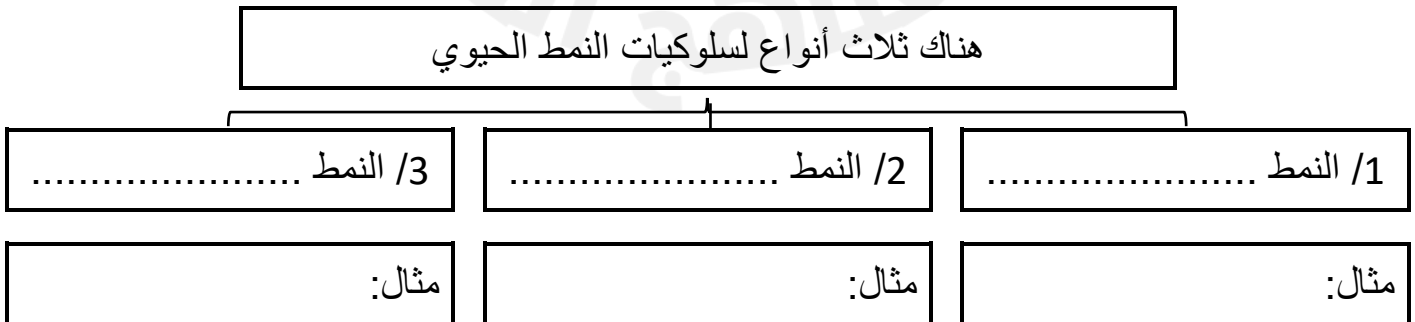 هناك ثلاث أنواع لسلوكيات النمط الحيوي
1/ النمط .......................
2/ النمط .......................
3/ النمط .......................
مثال:
مثال:
مثال: